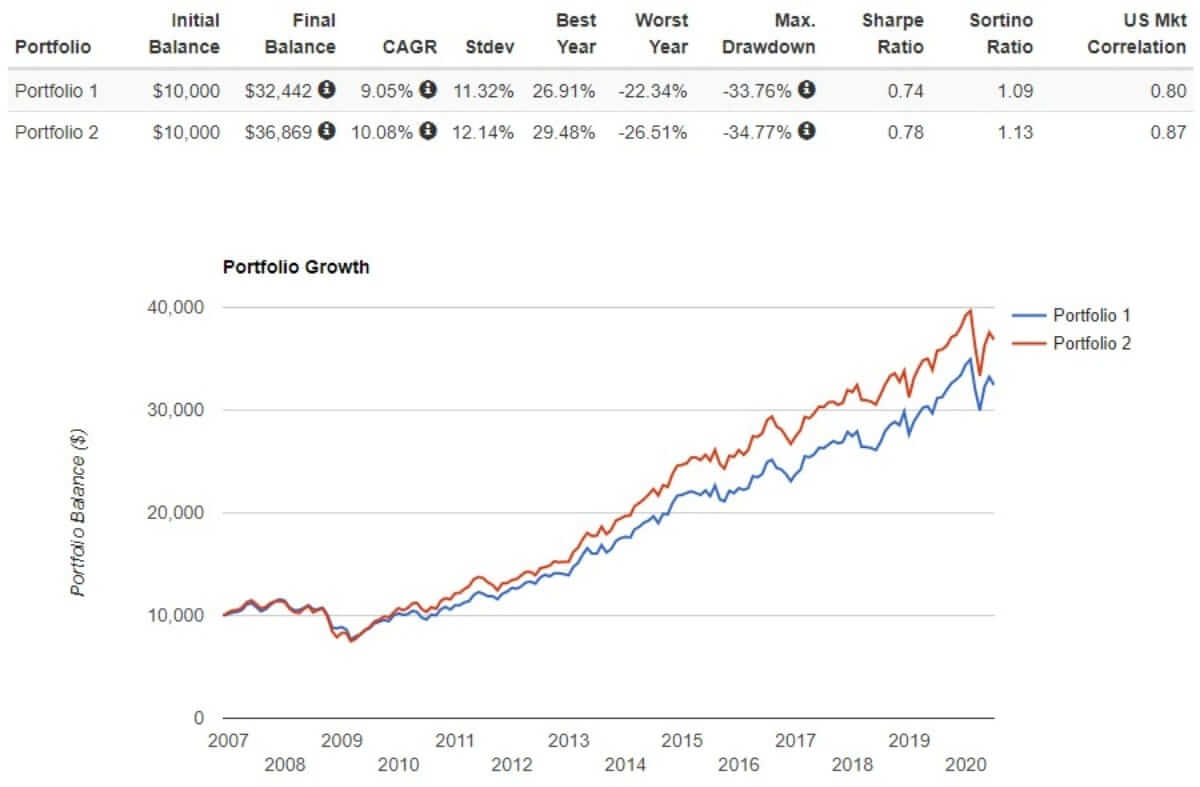 Portfolio Initial Balance Final Balance CAGR Stdev Best Year Worst Year Max. Drawdown Sharpe Ratio Sortino Ratio US Mkt Correlation
Portfolio 1 $10,000 $32,442 9.05% 11.32% 26.91% -22.34% -33.76% 0.74 1.09 0.80
Portfolio 2 $10,000 $36,869 10.08% 12.14% 29.48% -26.51% -34.77% 0.78 1.13 0.87
Portfolio Growth
40,000
30,000
20,000
10,000
0
Portfolio Balance ($)
Portfolio 1
Portfolio 2
2007 2009 2011 2013 2015 2017 2019
2008 2010 2012 2014 2016 2018 2020